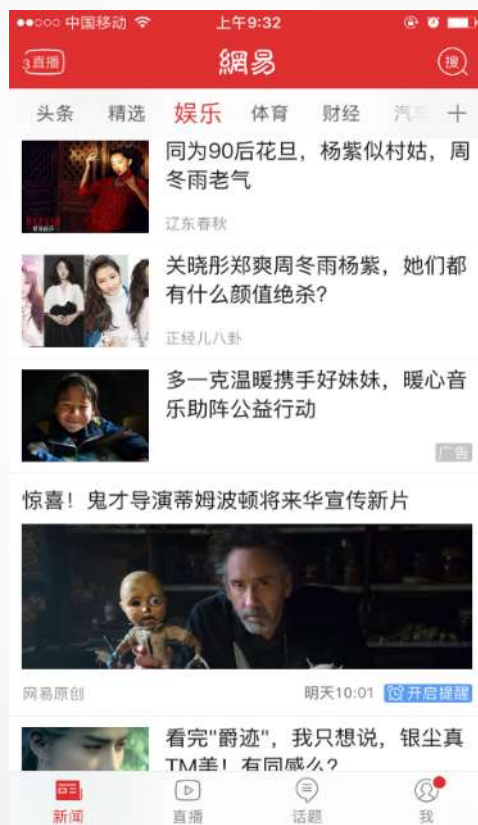 中国移动 上午9:32
3直播 網易 搜
头条 精选 娱乐 体育 财经 汽车
同为90后花旦，杨紫似村姑，周
冬雨老气
辽东春秋
关晓彤郑爽周冬雨杨紫，她们都
有什么颜值绝杀?
正经儿八卦
多一克温暖携手好妹妹，暖心音
乐助阵公益行动
广告
惊喜！鬼才导演蒂姆波顿将来华宣传新片
网易原创 明天10:01 开启提醒
看完"爵迹"，我只想说，银尘真
TM美！有同感么？
新闻 直播 话题 我